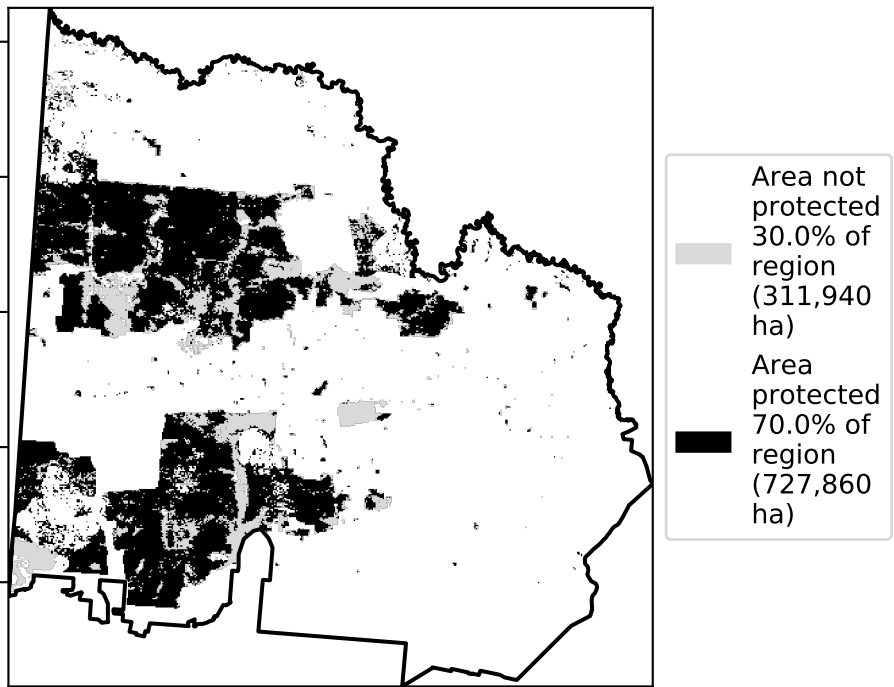 Area not
protected
30.0% of
region
(311,940
ha)
Area
protected
70.0% of
region
(727,860
ha)